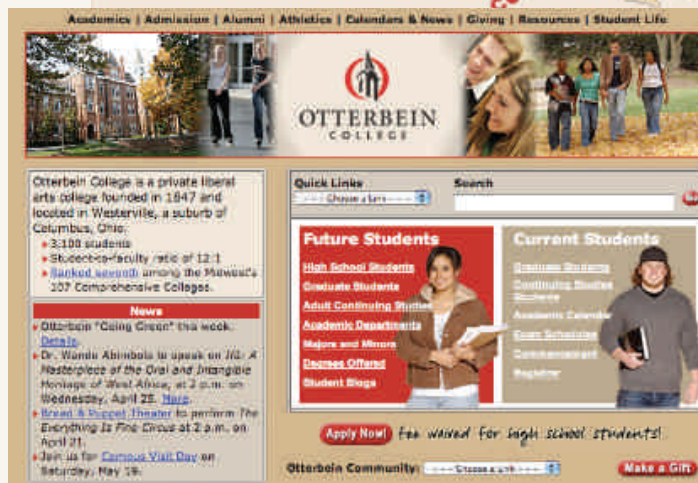 Academics | Admission | Alumni | Athletics | Calendars & News | Giving | Resources | Student Life
OTTERBEIN
COLLEGE
Otterbein College is a private liberal
arts college founded in 1847 and
located in Westerville, a suburb of
Columbus, Ohio.
3,100 students
Student-to-faculty ratio of 12:1
Ranked seventh among the Midwest's
107 Comprehensive Colleges.
News
Otterbein "Going Green" this week.
Details.
Dr. Wande Abimbola to speak on Ifá: A
Masterpiece of the Oral and Intangible
Heritage of West Africa, at 2 p.m. on
Wednesday, April 25. More.
Bread & Puppet Theater to perform The
Everything Is Fine Circus at 2 p.m. on
April 21.
Join us for Campus Visit Day on
Saturday, May 19.
Quick Links
Choose a Link
Search
Future Students
High School Students
Graduate Students
Adult Continuing Studies
Academic Departments
Majors and Minors
Degrees Offered
Student Blogs
Current Students
Graduate Students
Continuing Studies
Students
Academic Calendar
Exam Schedules
Commencement
Registrar
Apply Now! fee waived for high school students!
Otterbein Community: Choose a Link
Make a Gift